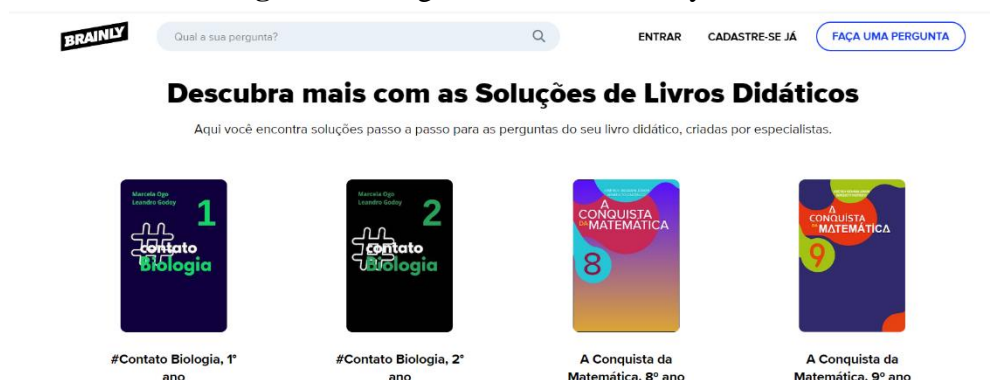 BRAINLY
Qual a sua pergunta?
ENTRAR
CADASTRE-SE JÁ
FAÇA UMA PERGUNTA
Descubra mais com as Soluções de Livros Didáticos
Aqui você encontra soluções passo a passo para as perguntas do seu livro didático, criadas por especialistas.
Marcela Ogo
Leandro Godoy
1
#contato
Biologia
Marcela Ogo
Leandro Godoy
2
#contato
Biologia
A
CONQUISTA
DA MATEMÁTICA
8
A
CONQUISTA
DA MATEMÁTICA
9
#Contato Biologia, 1°
ano
#Contato Biologia, 2°
ano
A Conquista da
Matemática, 8º ano
A Conquista da
Matemática, 9º ano